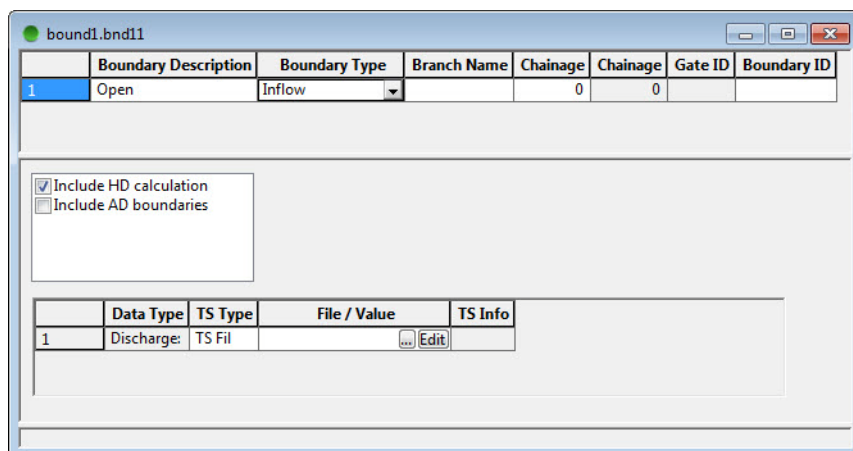 bound1.bnd11
Boundary Description Boundary Type Branch Name Chainage Chainage Gate ID Boundary ID
1 Open Inflow 0 0
Include HD calculation
Include AD boundaries
Data Type TS Type File / Value TS Info
1 Discharge: TS Fil ... Edit